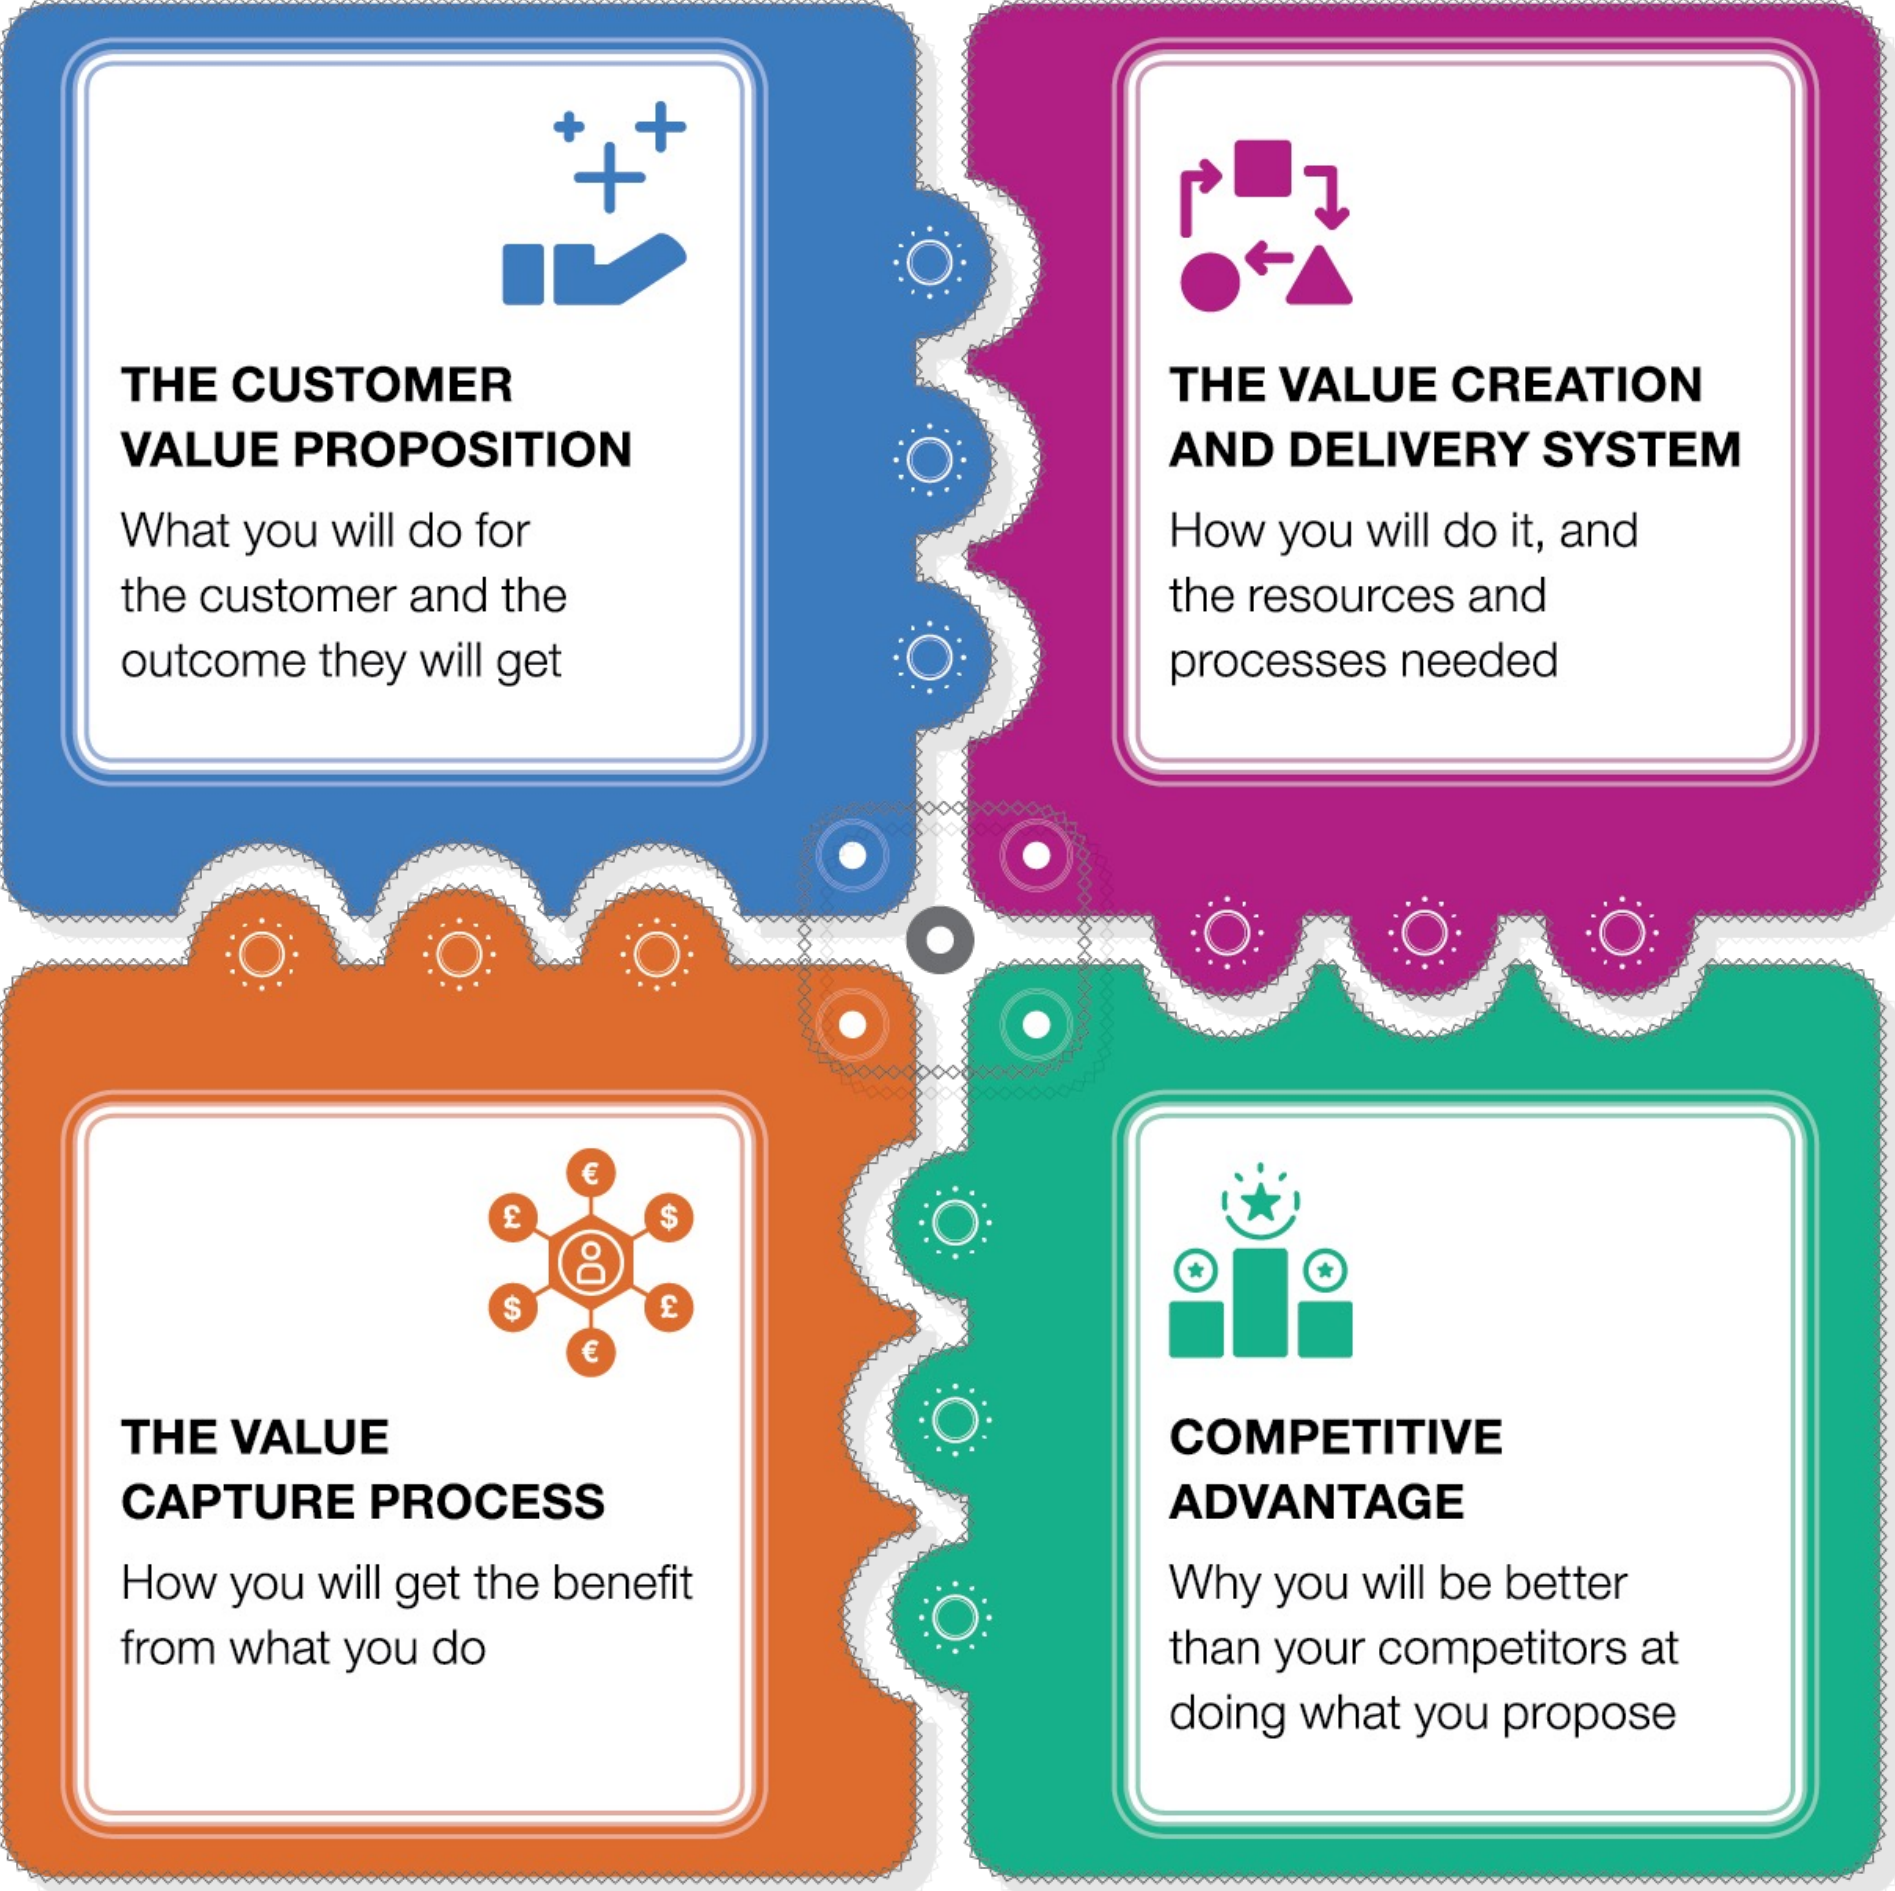 THE CUSTOMER
VALUE PROPOSITION
What you will do for
the customer and the
outcome they will get
THE VALUE CREATION
AND DELIVERY SYSTEM
How you will do it, and
the resources and
processes needed
€
£
$
$
£
€
THE VALUE
CAPTURE PROCESS
How you will get the benefit
from what you do
COMPETITIVE
ADVANTAGE
Why you will be better
than your competitors at
doing what you propose